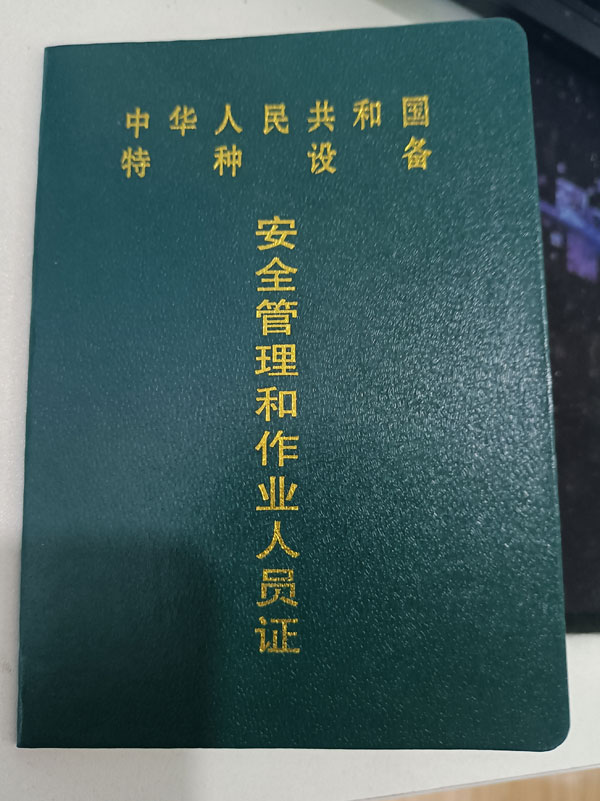 中华人民共和国
特种设备
安全管理和作业人员证